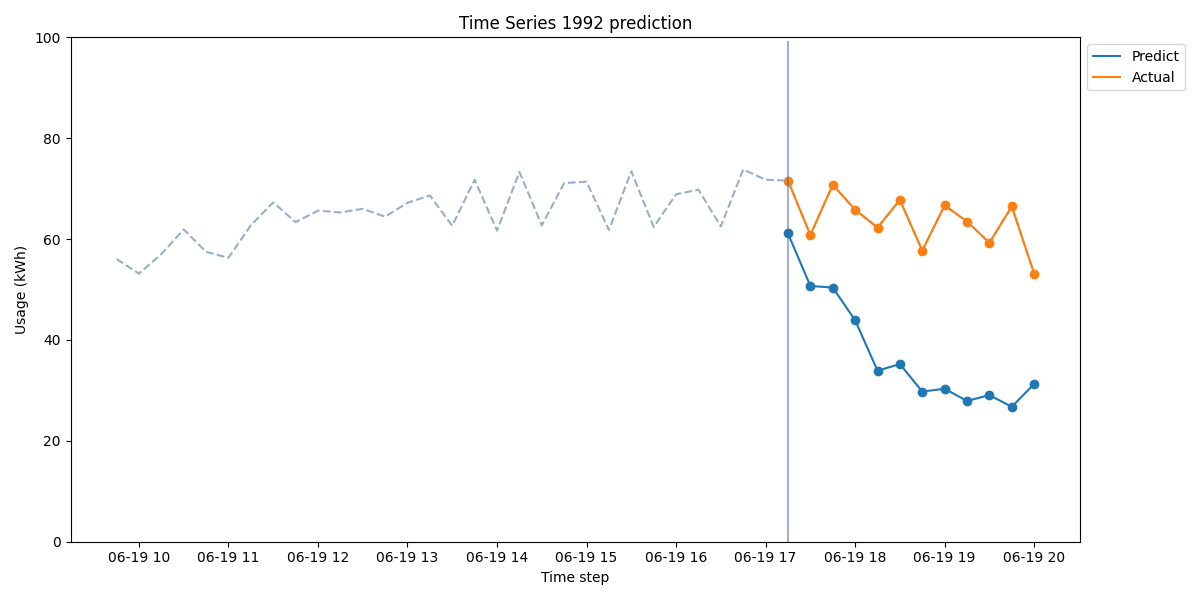 Time Series 1992 prediction
100
80
60
40
20
0
Usage (kWh)
06-19 10 06-19 11 06-19 12 06-19 13 06-19 14 06-19 15 06-19 16 06-19 17 06-19 18 06-19 19 06-19 20
Time step
Predict
Actual